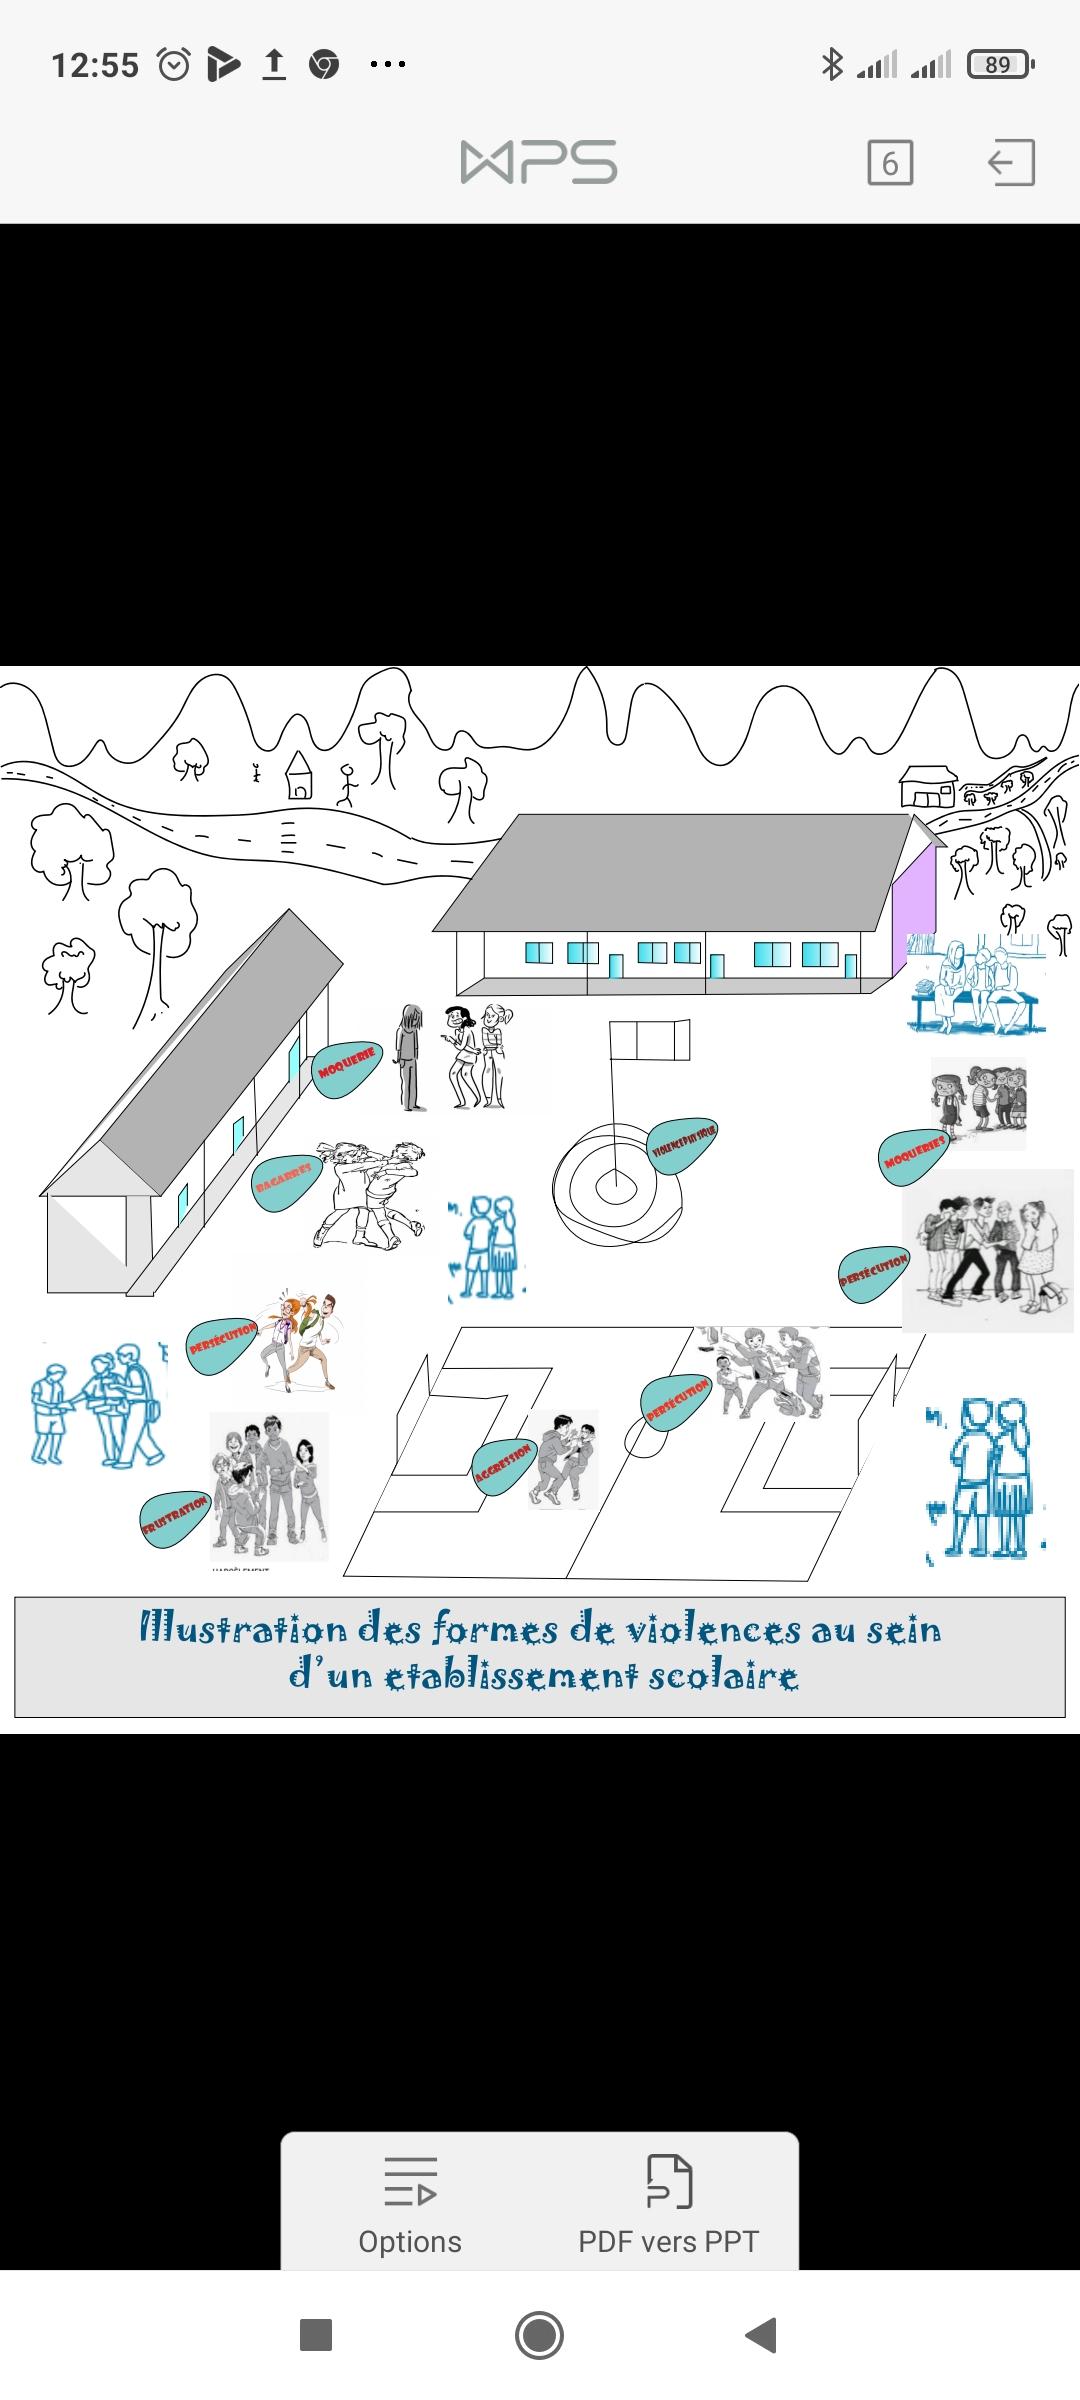 12:55
89
WPS
6
MOQUERIE
VIOLENCE PHYSIQUE
MOQUERIES
BAGARRES
PERSÉCUTION
PERSÉCUTION
PERSÉCUTION
AGGRESSION
FRUSTRATION
HARCÈLEMENT
Illustration des formes de violences au sein
d'un etablissement scolaire
Options
PDF vers PPT